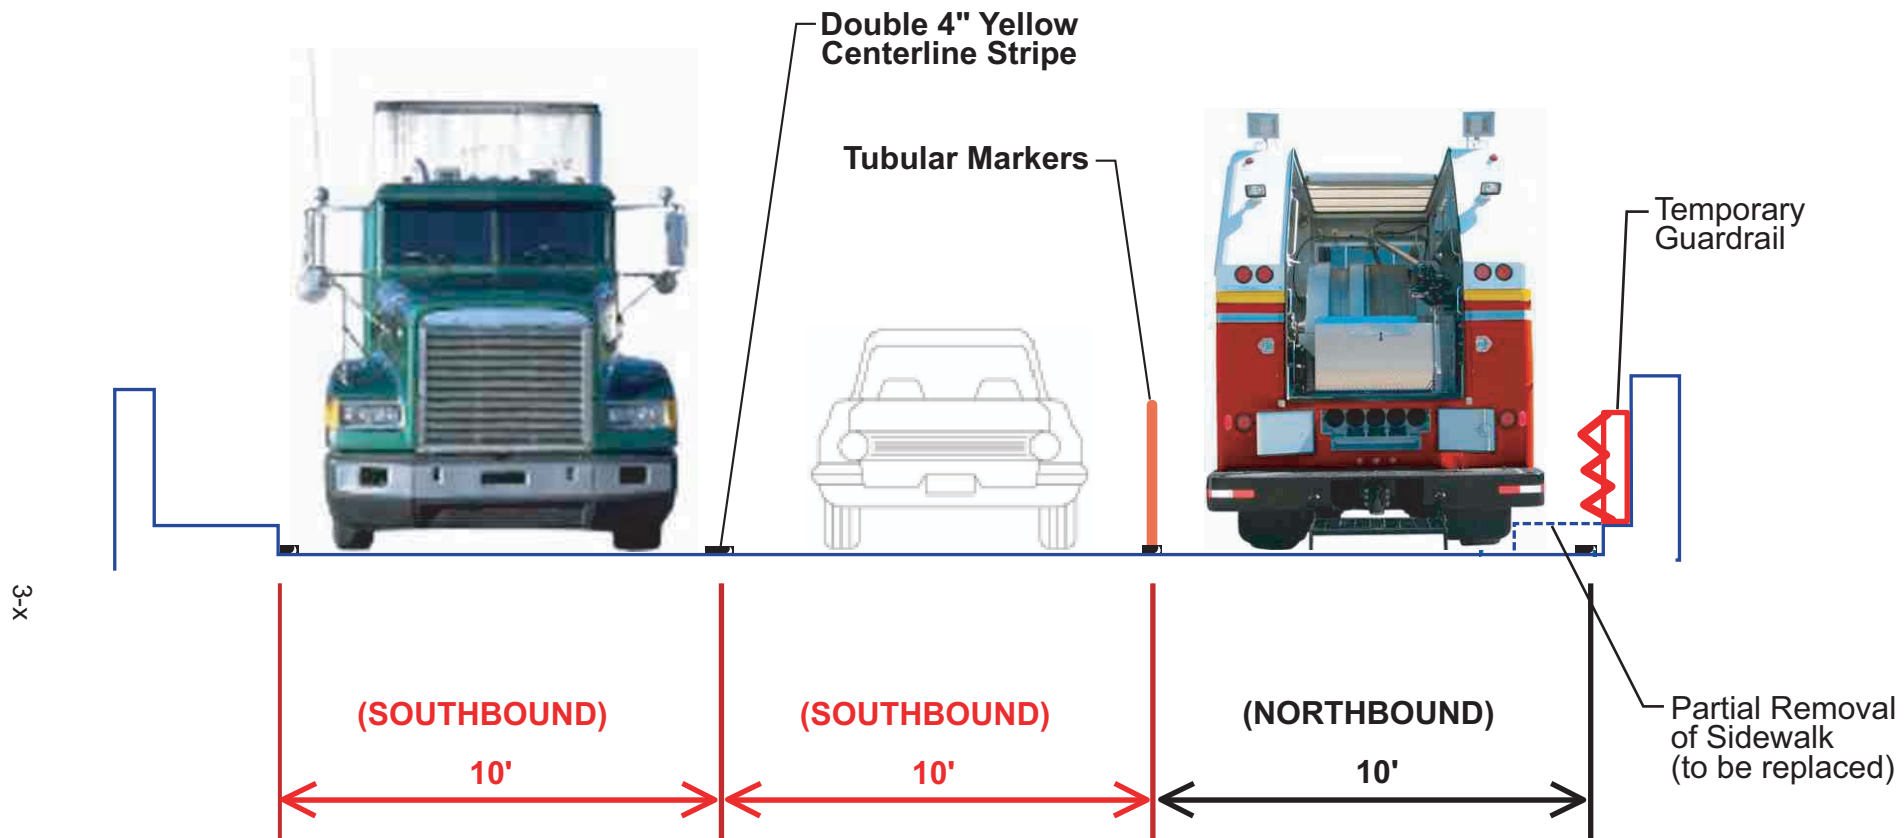 Double 4" Yellow
Centerline Stripe
Tubular Markers
Temporary
Guardrail
3-x
(SOUTHBOUND)
(SOUTHBOUND)
(NORTHBOUND)
10'
10'
10'
Partial Removal
of Sidewalk
(to be replaced)